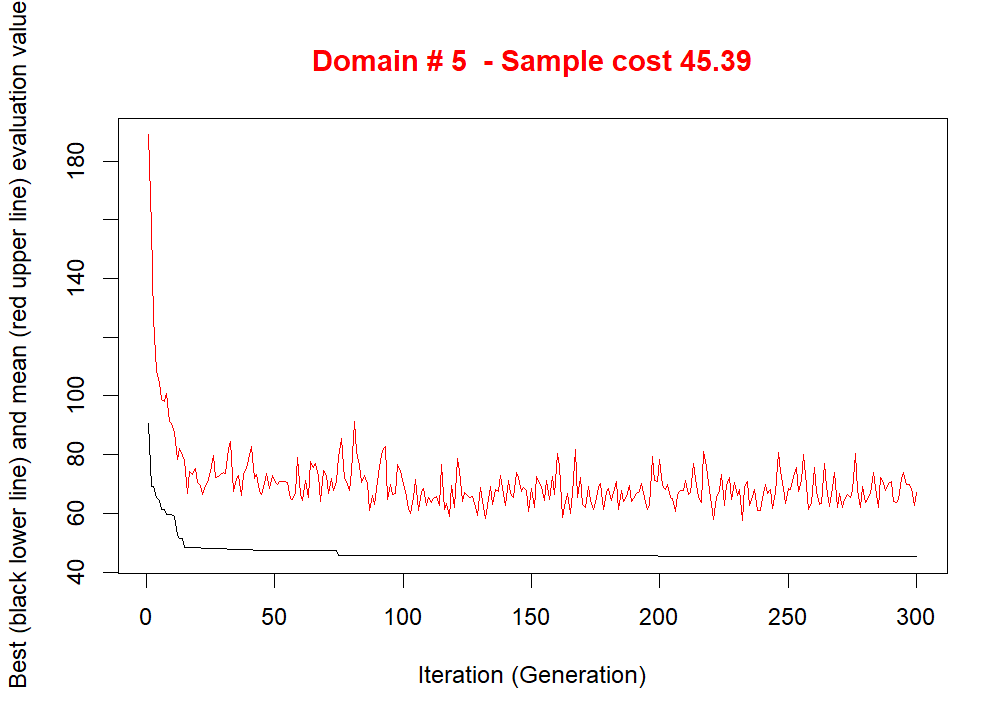 Domain # 5  - Sample cost 45.39
Best (black lower line) and mean (red upper line) evaluation value
180
140
100
80
60
40
0 50 100 150 200 250 300
Iteration (Generation)